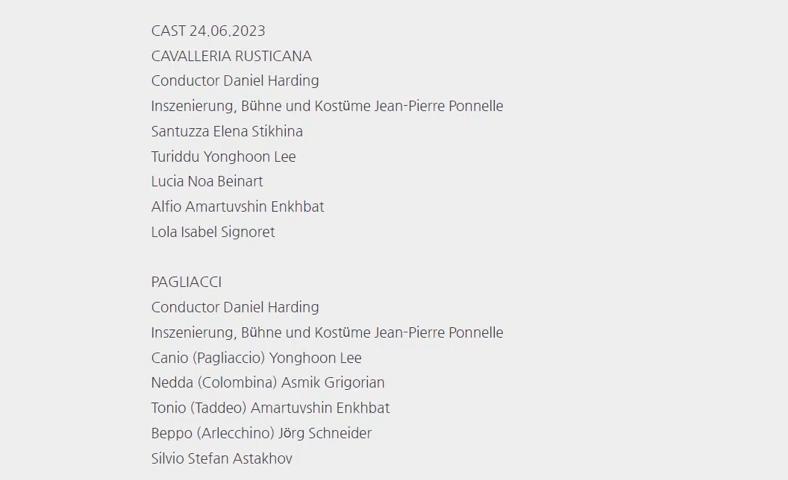 CAST 24.06.2023
CAVALLERIA RUSTICANA
Conductor Daniel Harding
Inszenierung, Bühne und Kostüme Jean-Pierre Ponnelle
Santuzza Elena Stikhina
Turiddu Yonghoon Lee
Lucia Noa Beinart
Alfio Amartuvshin Enkhbat
Lola Isabel Signoret
PAGLIACCI
Conductor Daniel Harding
Inszenierung, Bühne und Kostüme Jean-Pierre Ponnelle
Canio (Pagliaccio) Yonghoon Lee
Nedda (Colombina) Asmik Grigorian
Tonio (Taddeo) Amartuvshin Enkhbat
Beppo (Arlecchino) Jörg Schneider
Silvio Stefan Astakhov